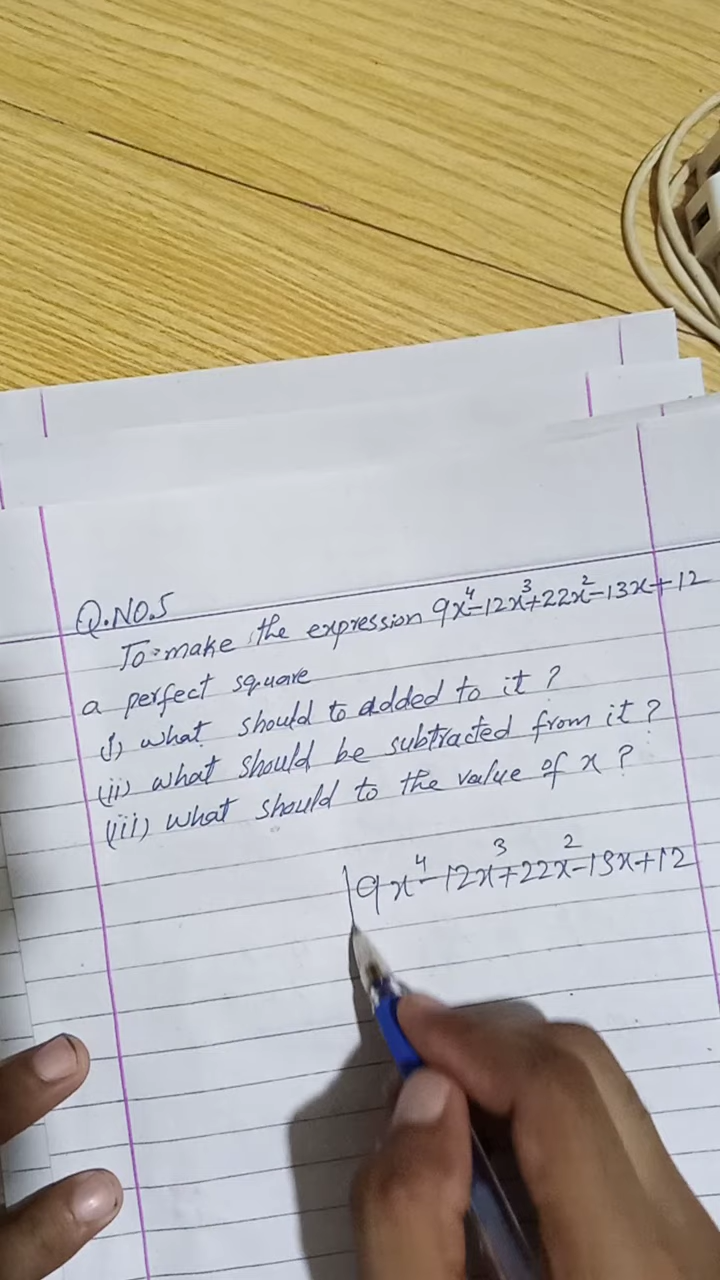 Q.NO.5
To make the expression 9x⁴-12x³+22x²-13x+12
a perfect square
(i) what should to added to it?
(ii) what should be subtracted from it?
(iii) what should to the value of x?
9x⁴-12x³+22x²-13x+12